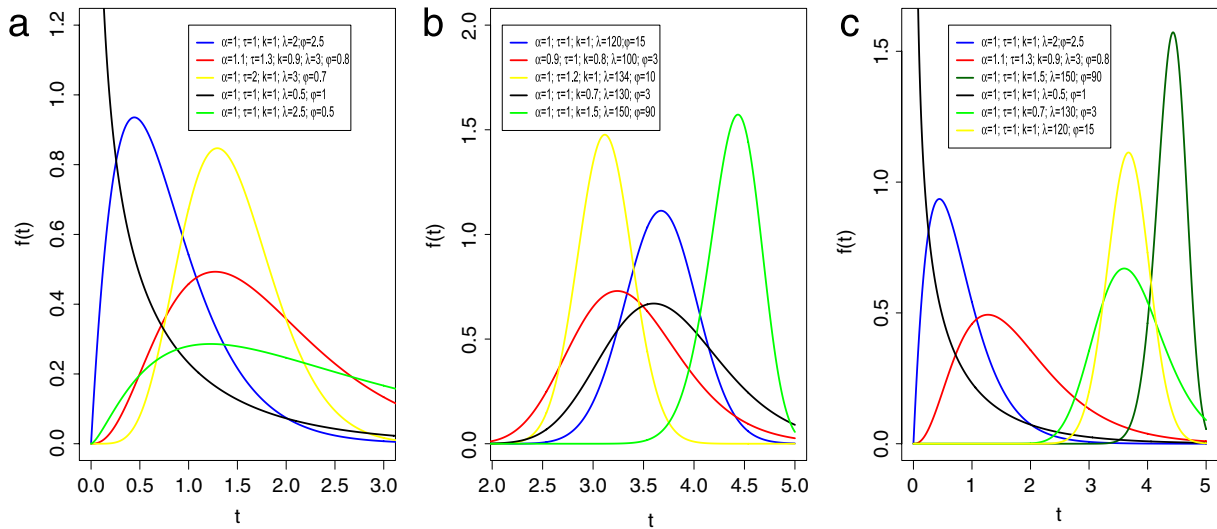 a
α=1; τ=1; k=1; λ=2;φ=2.5
α=1.1; τ=1.3; k=0.9; λ=3; φ=0.8
α=1; τ=2; k=1; λ=3; φ=0.7
α=1; τ=1; k=1; λ=0.5; φ=1
α=1; τ=1; k=1; λ=2.5; φ=0.5
f(t)
0.0 0.2 0.4 0.6 0.8 1.0 1.2
0.0 0.5 1.0 1.5 2.0 2.5 3.0
t
b
α=1; τ=1; k=1; λ=120;φ=15
α=0.9; τ=1; k=0.8; λ=100; φ=3
α=1; τ=1.2; k=1; λ=134; φ=10
α=1; τ=1; k=0.7; λ=130; φ=3
α=1; τ=1; k=1.5; λ=150; φ=90
f(t)
0.0 0.5 1.0 1.5 2.0
2.0 2.5 3.0 3.5 4.0 4.5 5.0
t
c
α=1; τ=1; k=1; λ=2;φ=2.5
α=1.1; τ=1.3; k=0.9; λ=3; φ=0.8
α=1; τ=1; k=1.5; λ=150; φ=90
α=1; τ=1; k=1; λ=0.5; φ=1
α=1; τ=1; k=0.7; λ=130; φ=3
α=1; τ=1; k=1; λ=120; φ=15
f(t)
0.0 0.5 1.0 1.5
0 1 2 3 4 5
t